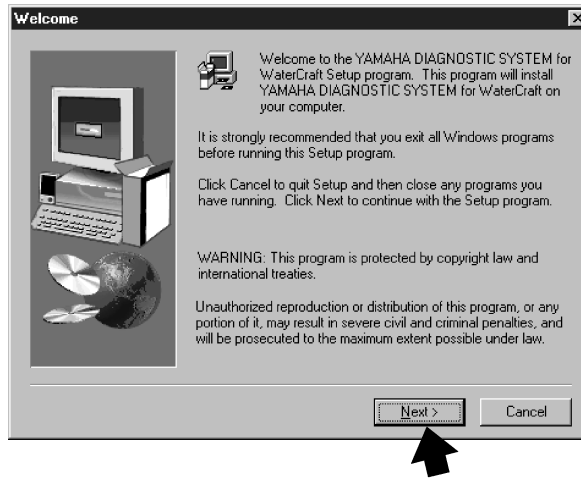 Welcome
Welcome to the YAMAHA DIAGNOSTIC SYSTEM for
WaterCraft Setup program. This program will install
YAMAHA DIAGNOSTIC SYSTEM for WaterCraft on
your computer.
It is strongly recommended that you exit all Windows programs
before running this Setup program.
Click Cancel to quit Setup and then close any programs you
have running. Click Next to continue with the Setup program.
WARNING: This program is protected by copyright law and
international treaties.
Unauthorized reproduction or distribution of this program, or any
portion of it, may result in severe civil and criminal penalties, and
will be prosecuted to the maximum extent possible under law.
Next >
Cancel